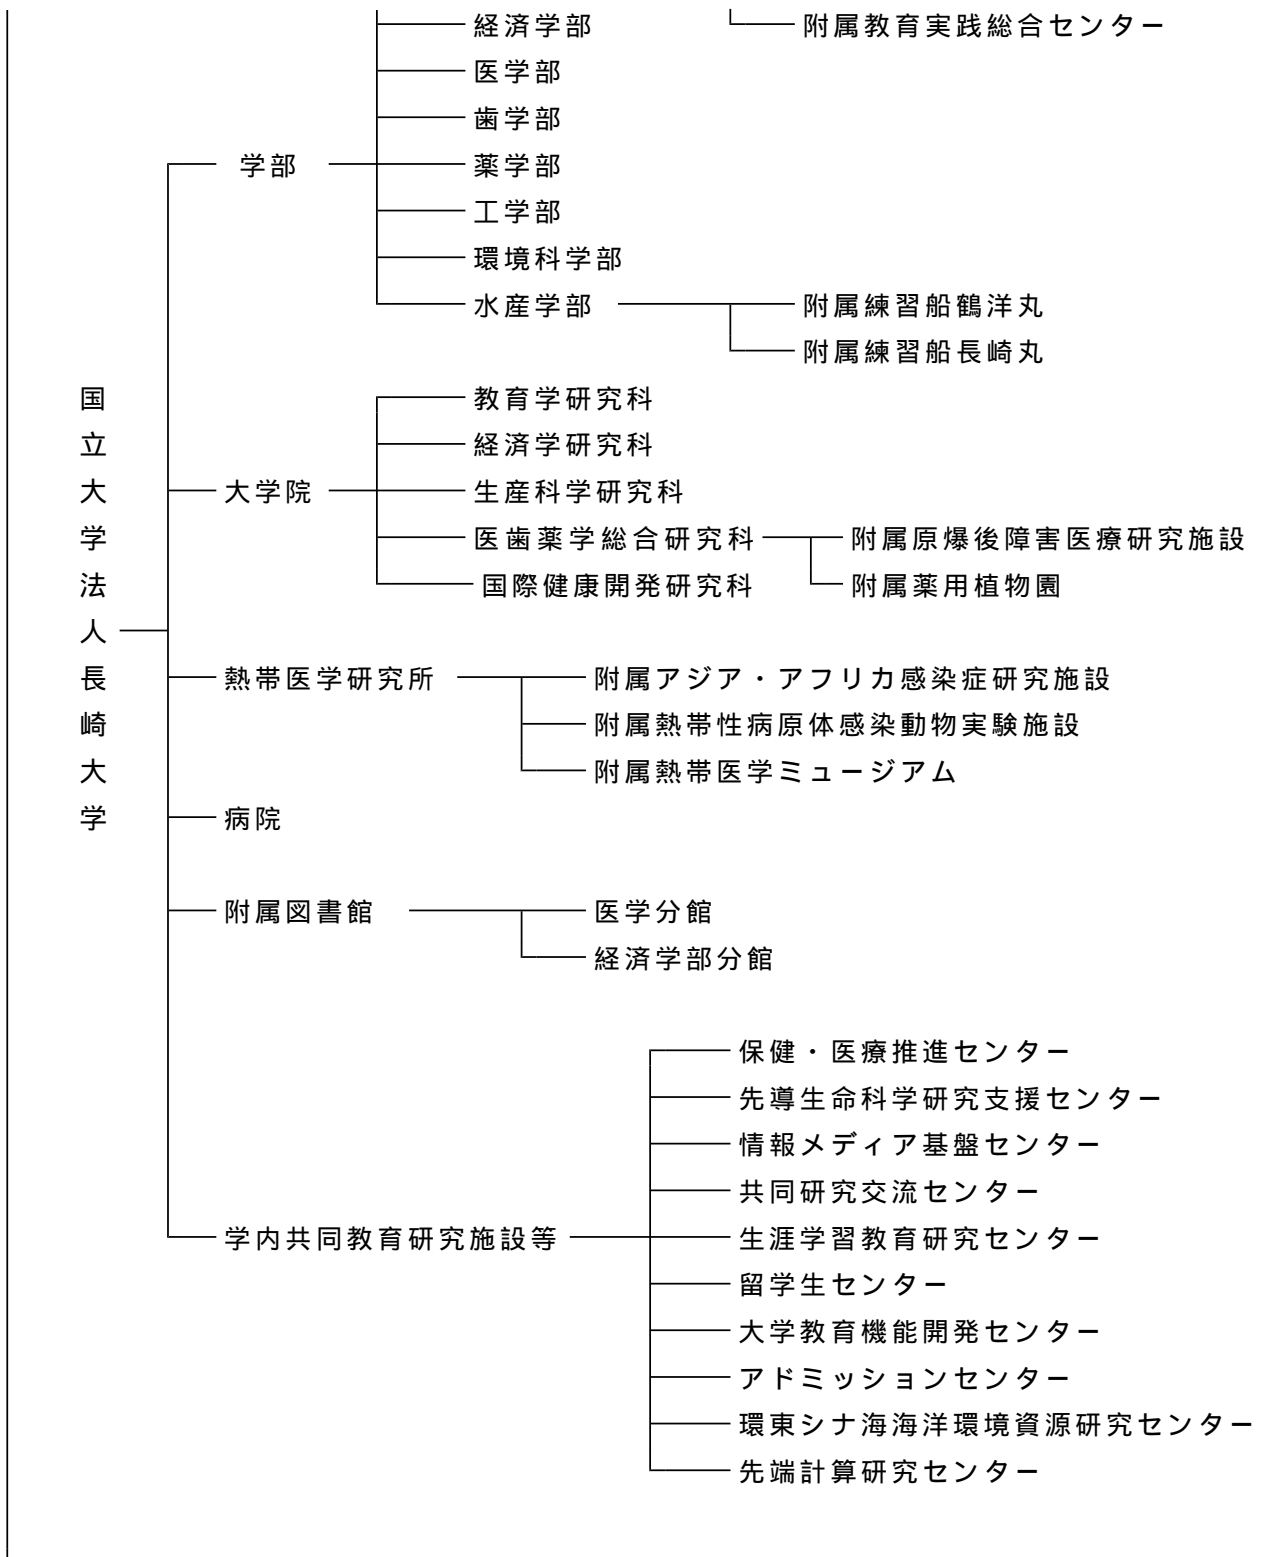 経済学部 附属教育実践総合センター
医学部
歯学部
学部 薬学部
工学部
環境科学部
水産学部 附属練習船鶴洋丸
附属練習船長崎丸
国立大学法人長崎大学
教育学研究科
経済学研究科
大学院 生産科学研究科
医歯薬学総合研究科 附属原爆後障害医療研究施設
国際健康開発研究科 附属薬用植物園
熱帯医学研究所 附属アジア・アフリカ感染症研究施設
附属熱帯性病原体感染動物実験施設
附属熱帯医学ミュージアム
病院
附属図書館 医学分館
経済学部分館
保健・医療推進センター
先導生命科学研究支援センター
情報メディア基盤センター
共同研究交流センター
学内共同教育研究施設等 生涯学習教育研究センター
留学生センター
大学教育機能開発センター
アドミッションセンター
環東シナ海海洋環境資源研究センター
先端計算研究センター